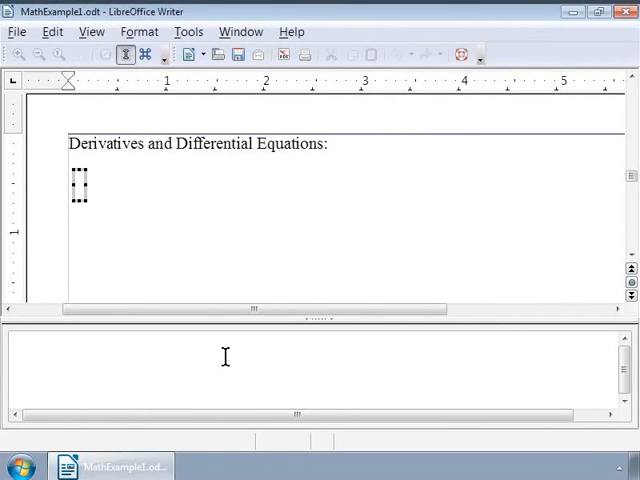 MathExample1.odt - LibreOffice Writer
File Edit View Format Tools Window Help
1 2 3 4 5
Derivatives and Differential Equations:
1
MathExample1.od...